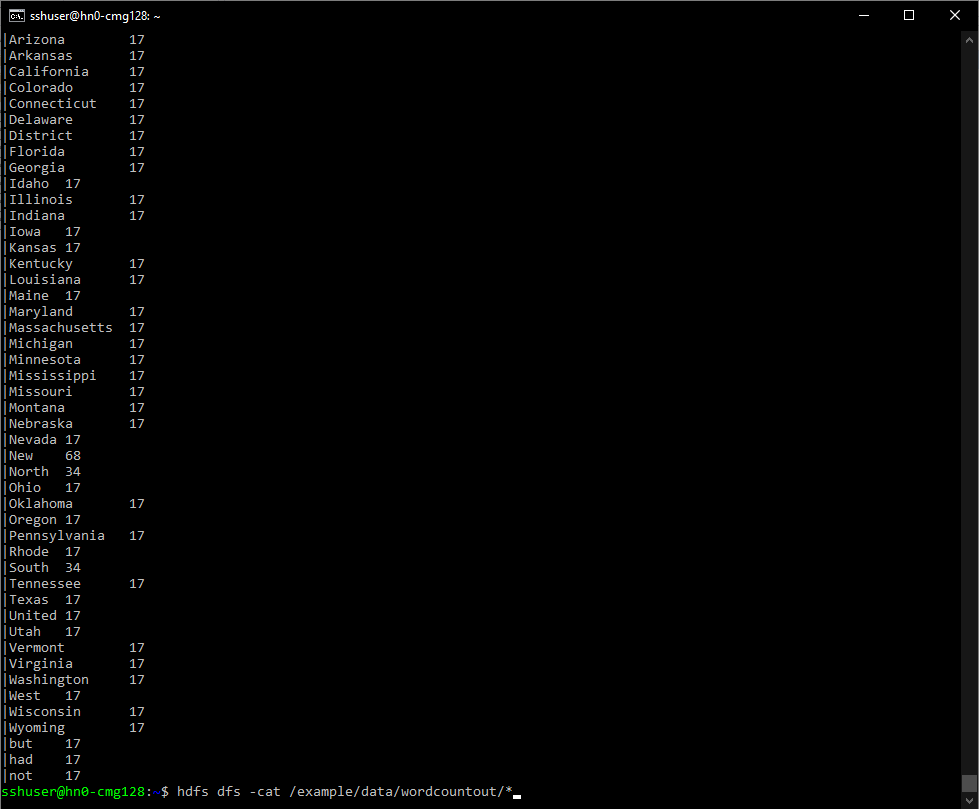 sshuser@hn0-cmg128: ~
|Arizona	17
|Arkansas	17
|California	17
|Colorado	17
|Connecticut	17
|Delaware	17
|District	17
|Florida	17
|Georgia	17
|Idaho	17
|Illinois	17
|Indiana	17
|Iowa	17
|Kansas	17
|Kentucky	17
|Louisiana	17
|Maine	17
|Maryland	17
|Massachusetts	17
|Michigan	17
|Minnesota	17
|Mississippi	17
|Missouri	17
|Montana	17
|Nebraska	17
|Nevada	17
|New	68
|North	34
|Ohio	17
|Oklahoma	17
|Oregon	17
|Pennsylvania	17
|Rhode	17
|South	34
|Tennessee	17
|Texas	17
|United	17
|Utah	17
|Vermont	17
|Virginia	17
|Washington	17
|West	17
|Wisconsin	17
|Wyoming	17
|but	17
|had	17
|not	17
sshuser@hn0-cmg128:~$ hdfs dfs -cat /example/data/wordcountout/*